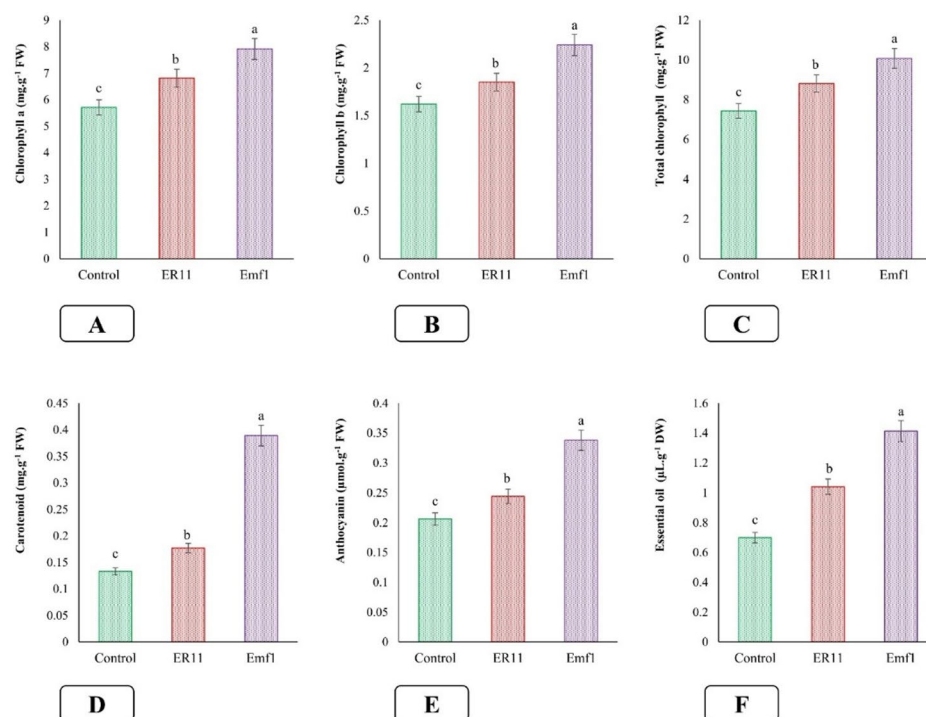 Chlorophyll a (mg.g⁻¹ FW)
9
8
7
6
5
4
3
2
1
0
c
b
a
Control ER11 Emf1
A
Chlorophyll b (mg.g⁻¹ FW)
2.5
2
1.5
1
0.5
0
c
b
a
Control ER11 Emf1
B
Total chlorophyll (mg.g⁻¹ FW)
12
10
8
6
4
2
0
c
b
a
Control ER11 Emf1
C
Carotenoid (mg.g⁻¹ FW)
0.45
0.4
0.35
0.3
0.25
0.2
0.15
0.1
0.05
0
c
b
a
Control ER11 Emf1
D
Anthocyanin (µmol.g⁻¹ FW)
0.4
0.35
0.3
0.25
0.2
0.15
0.1
0.05
0
c
b
a
Control ER11 Emf1
E
Essential oil (µL.g⁻¹ DW)
1.6
1.4
1.2
1
0.8
0.6
0.4
0.2
0
c
b
a
Control ER11 Emf1
F